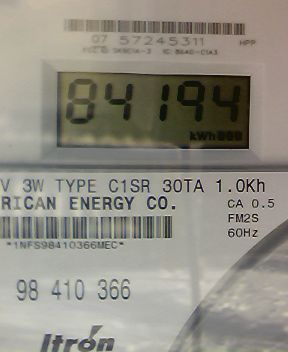 07 57245311 HPP
84194
kWh
V 3W TYPE C1SR 30TA 1.0Kh
RICAN ENERGY CO. CA 0.5
FM2S
*1NFS98410366MEC* 60Hz
98 410 366
Itrón